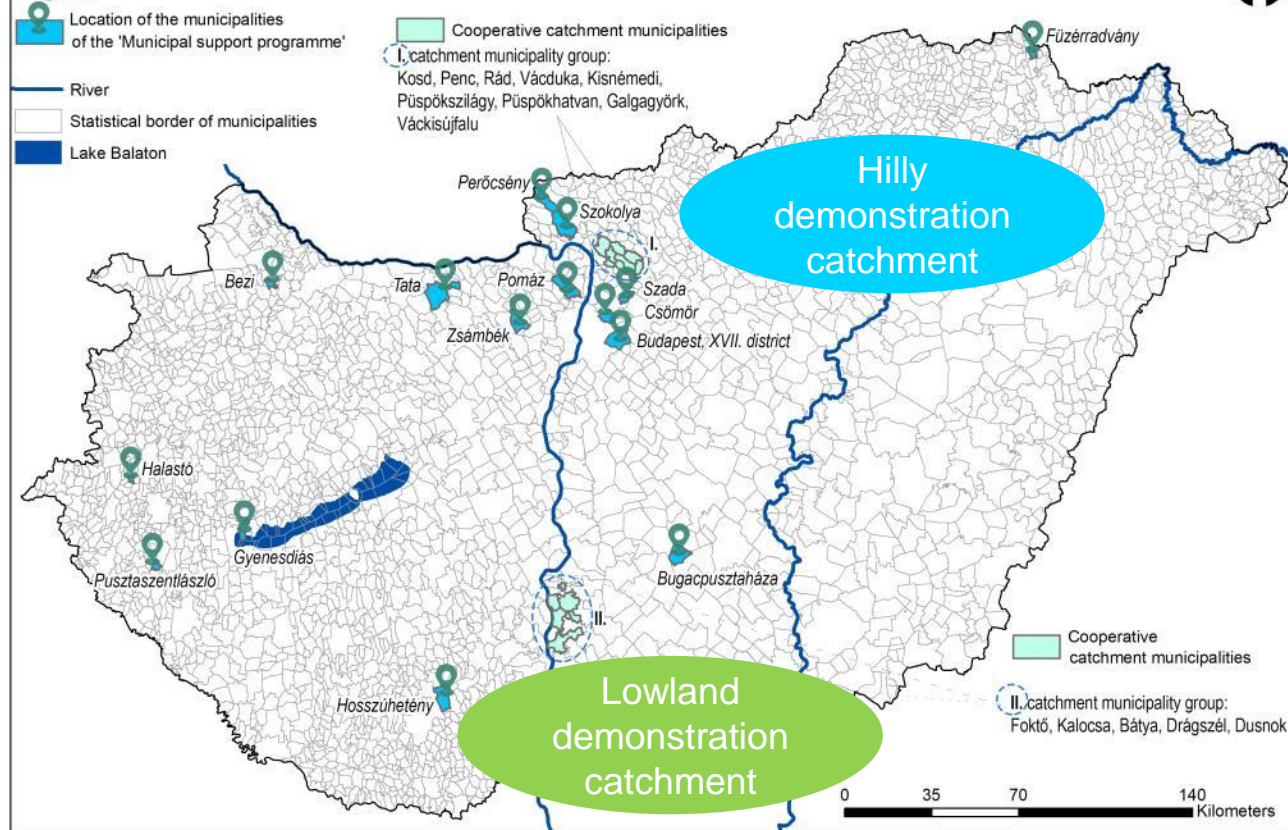 Location of the municipalities
of the 'Municipal support programme'
River
Statistical border of municipalities
Lake Balaton
Cooperative catchment municipalities
I. catchment municipality group:
Kosd, Penc, Rád, Vácduka, Kisnémedi,
Püspökszilágy, Püspökhatvan, Galgagyörk,
Váckisújfalu
Füzérradvány
Hilly
demonstration
catchment
Perőcsény
Szokolya
I.
Bezi
Tata
Pomáz
Szada
Csömör
Zsámbék
Budapest, XVII. district
Halastó
Gyenesdiás
Pusztaszentlászló
Bugacpusztaháza
II.
Hosszúhetény
Lowland
demonstration
catchment
Cooperative
catchment municipalities
II. catchment municipality group:
Foktő, Kalocsa, Bátya, Drágszél, Dusnok
0 35 70 140
Kilometers